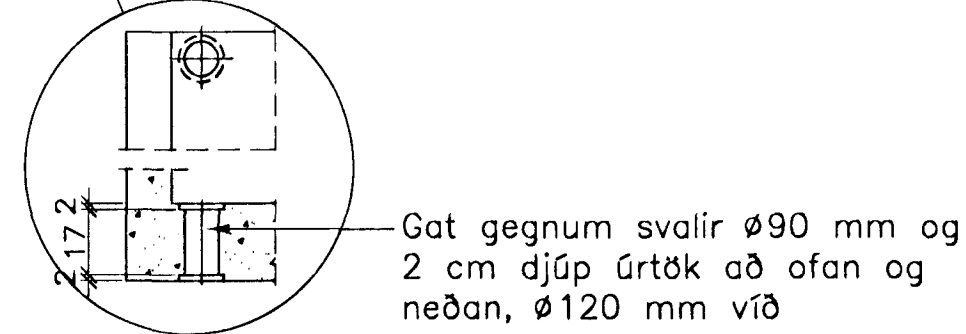 2
17
2
Gat gegnum svalir ø90 mm og
2 cm djúp úrtök að ofan og
neðan, ø120 mm víð